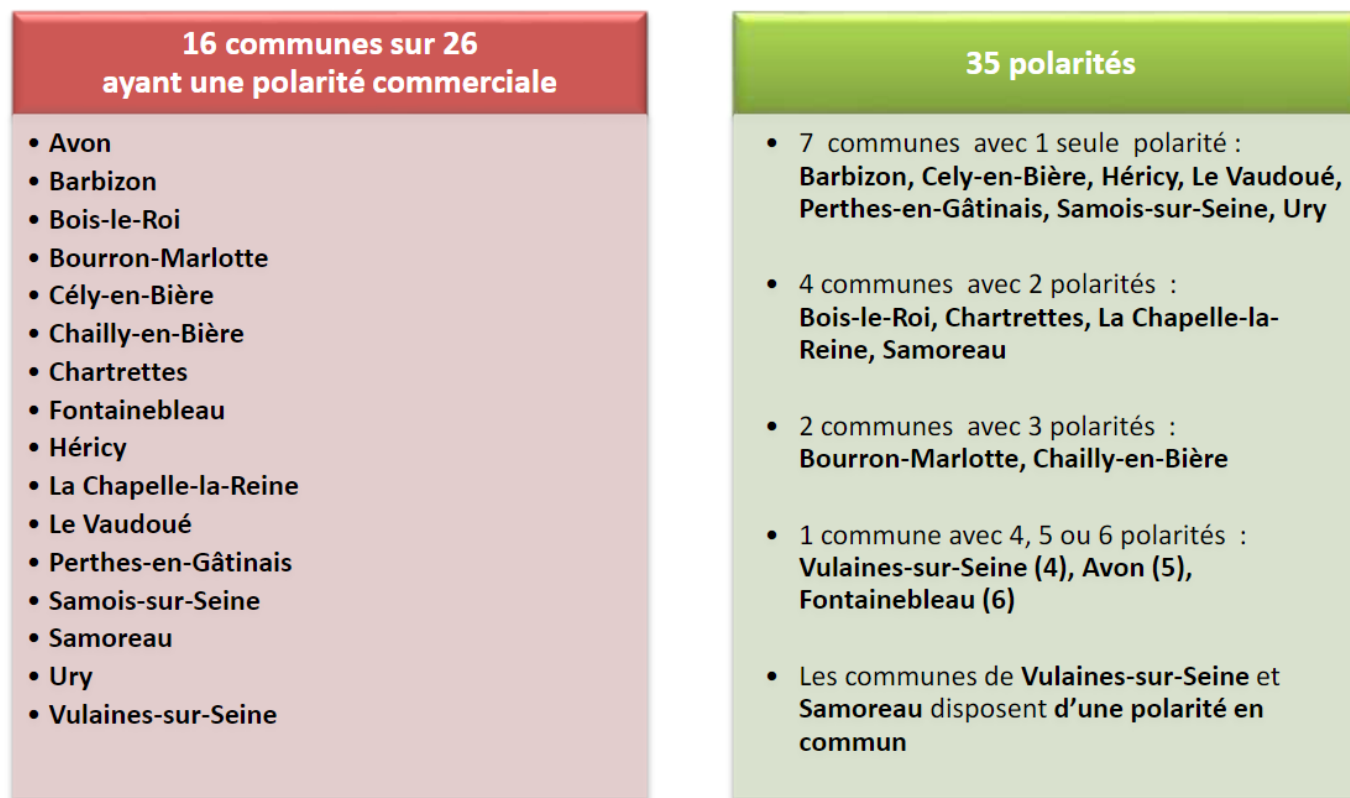 16 communes sur 26
ayant une polarité commerciale
• Avon
• Barbizon
• Bois-le-Roi
• Bourron-Marlotte
• Cély-en-Bière
• Chailly-en-Bière
• Chartrettes
• Fontainebleau
• Héricy
• La Chapelle-la-Reine
• Le Vaudoué
• Perthes-en-Gâtinais
• Samois-sur-Seine
• Samoreau
• Ury
• Vulaines-sur-Seine
35 polarités
• 7 communes avec 1 seule polarité :
Barbizon, Cely-en-Bière, Héricy, Le Vaudoué,
Perthes-en-Gâtinais, Samois-sur-Seine, Ury
• 4 communes avec 2 polarités :
Bois-le-Roi, Chartrettes, La Chapelle-la-
Reine, Samoreau
• 2 communes avec 3 polarités :
Bourron-Marlotte, Chailly-en-Bière
• 1 commune avec 4, 5 ou 6 polarités :
Vulaines-sur-Seine (4), Avon (5),
Fontainebleau (6)
• Les communes de Vulaines-sur-Seine et
Samoreau disposent d’une polarité en
commun